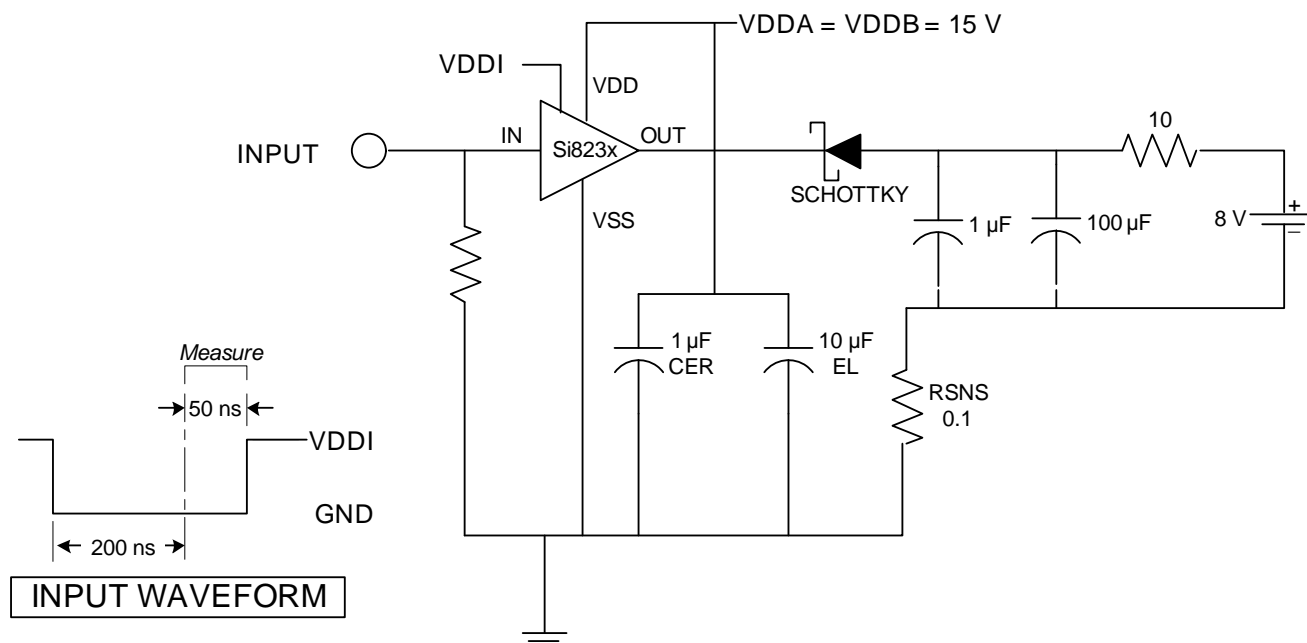 VDDA = VDDB = 15 V
VDDI
VDD
10
INPUT
IN
Si823x
OUT
SCHOTTKY
VSS
1 µF
100 µF
8 V
+
–
1 µF
CER
10 µF
EL
RSNS
0.1
Measure
50 ns
VDDI
GND
200 ns
INPUT WAVEFORM